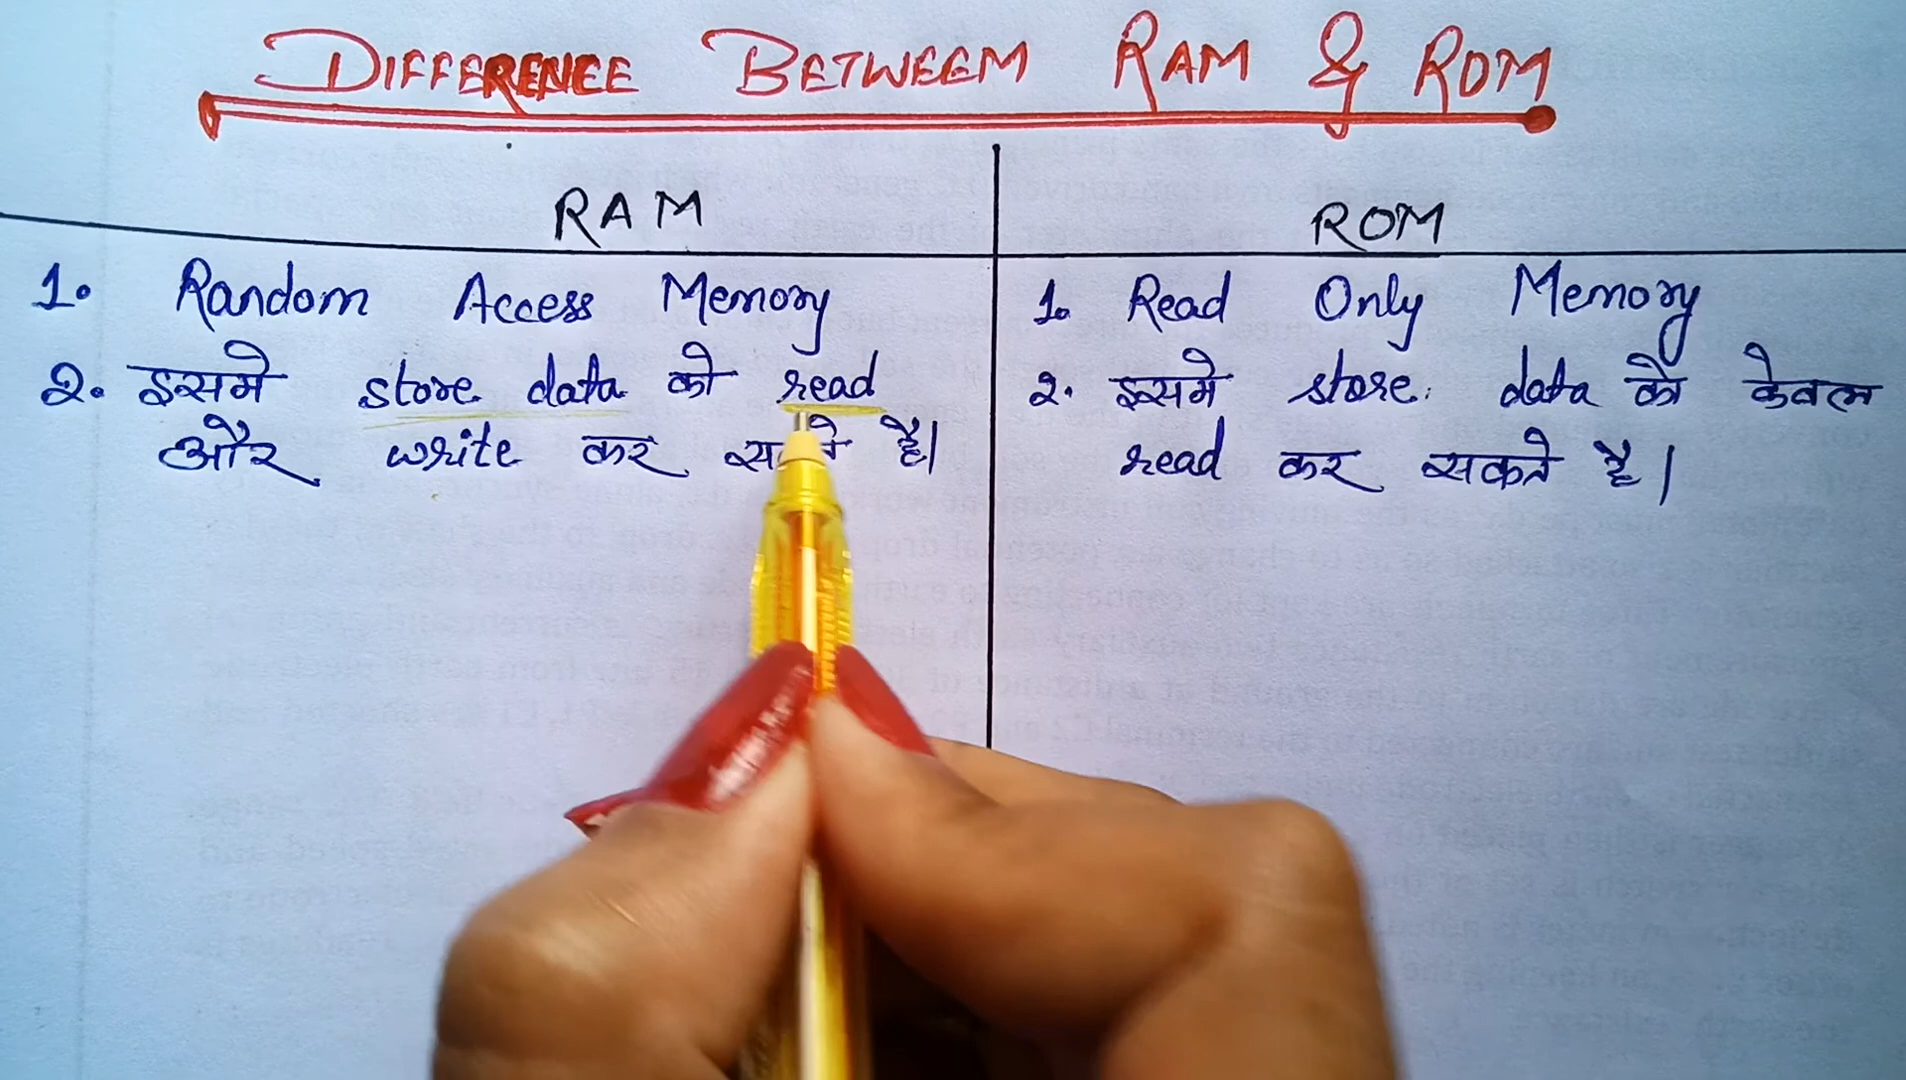 DIFFERENCE BETWEEM RAM & ROM
RAM
1. Random Access Memory
2. इसमे store data को read
और write कर सकते है।
ROM
1. Read Only Memory
2. इसमे store data को केवल
read कर सकते है।